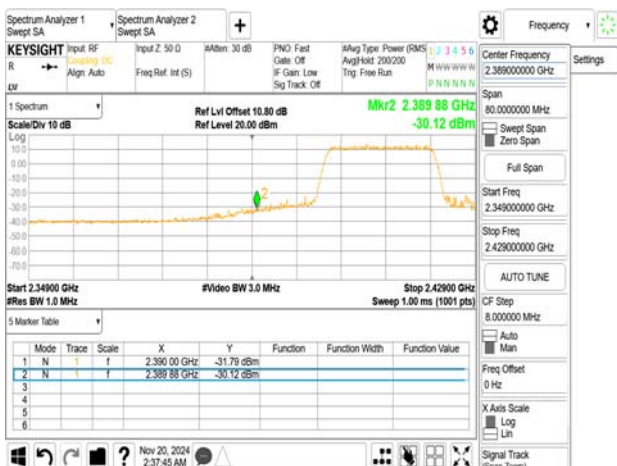 Spectrum Analyzer 1
Swept SA
Spectrum Analyzer 2
Swept SA
+
Frequency
KEYSIGHT
R
Input: RF
Coupling: DC
Align: Auto
Input Z: 50 Ω
Freq Ref: Int (S)
#Atten: 30 dB
PNO: Fast
Gate: Off
IF Gain: Low
Sig Track: Off
#Avg Type: Power (RMS
Avg|Hold: 200/200
Trig: Free Run
1 2 3 4 5 6
M W W W W W
P N N N N N
1 Spectrum
Scale/Div 10 dB
Ref Lvl Offset 10.80 dB
Ref Level 20.00 dBm
Mkr2 2.389 88 GHz
-30.12 dBm
Log
10.0
0.00
-10.0
-20.0
-30.0
-40.0
-50.0
-60.0
-70.0
2
Start 2.34900 GHz
#Res BW 1.0 MHz
#Video BW 3.0 MHz
Stop 2.42900 GHz
Sweep 1.00 ms (1001 pts)
5 Marker Table
Mode Trace Scale X Y Function Function Width Function Value
1 N 1 f 2.390 00 GHz -31.79 dBm
2 N 1 f 2.389 88 GHz -30.12 dBm
3
4
5
6
Nov 20, 2024
2:37:45 AM
Center Frequency
2.389000000 GHz
Settings
Span
80.0000000 MHz
Swept Span
Zero Span
Full Span
Start Freq
2.349000000 GHz
Stop Freq
2.429000000 GHz
AUTO TUNE
CF Step
8.000000 MHz
Auto
Man
Freq Offset
0 Hz
X Axis Scale
Log
Lin
Signal Track